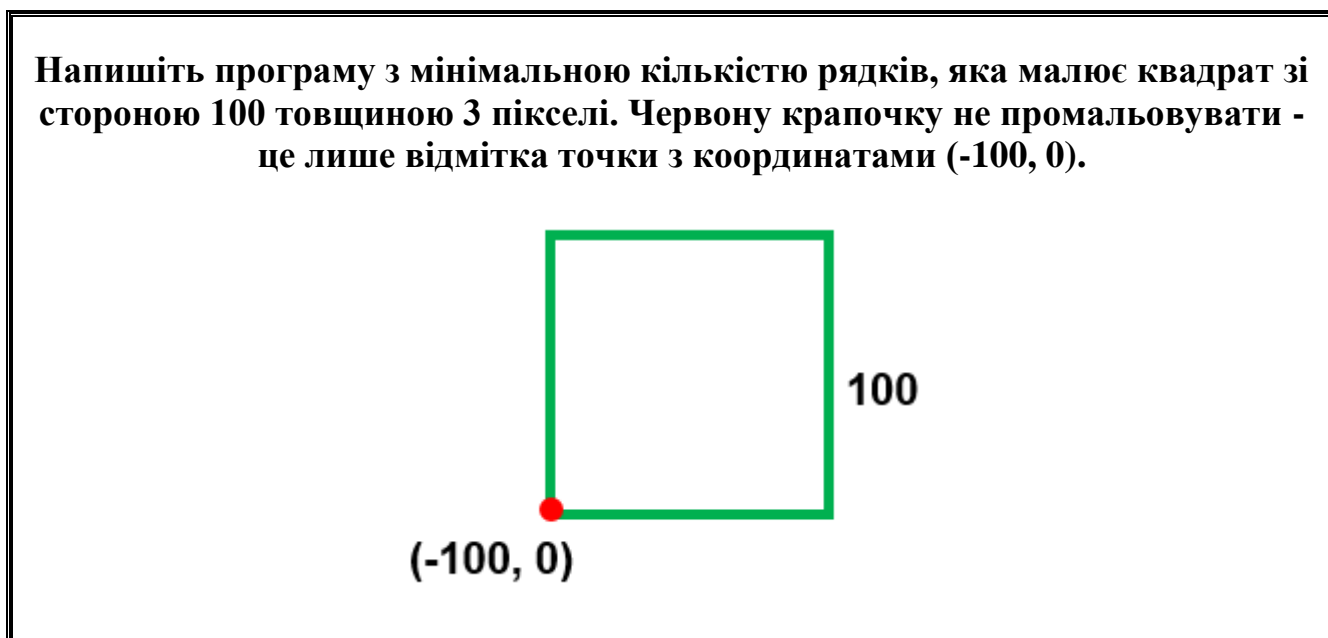 Напишіть програму з мінімальною кількістю рядків, яка малює квадрат зі
стороною 100 товщиною 3 пікселі. Червону крапочку не промальовувати -
це лише відмітка точки з координатами (-100, 0).
100
(-100, 0)